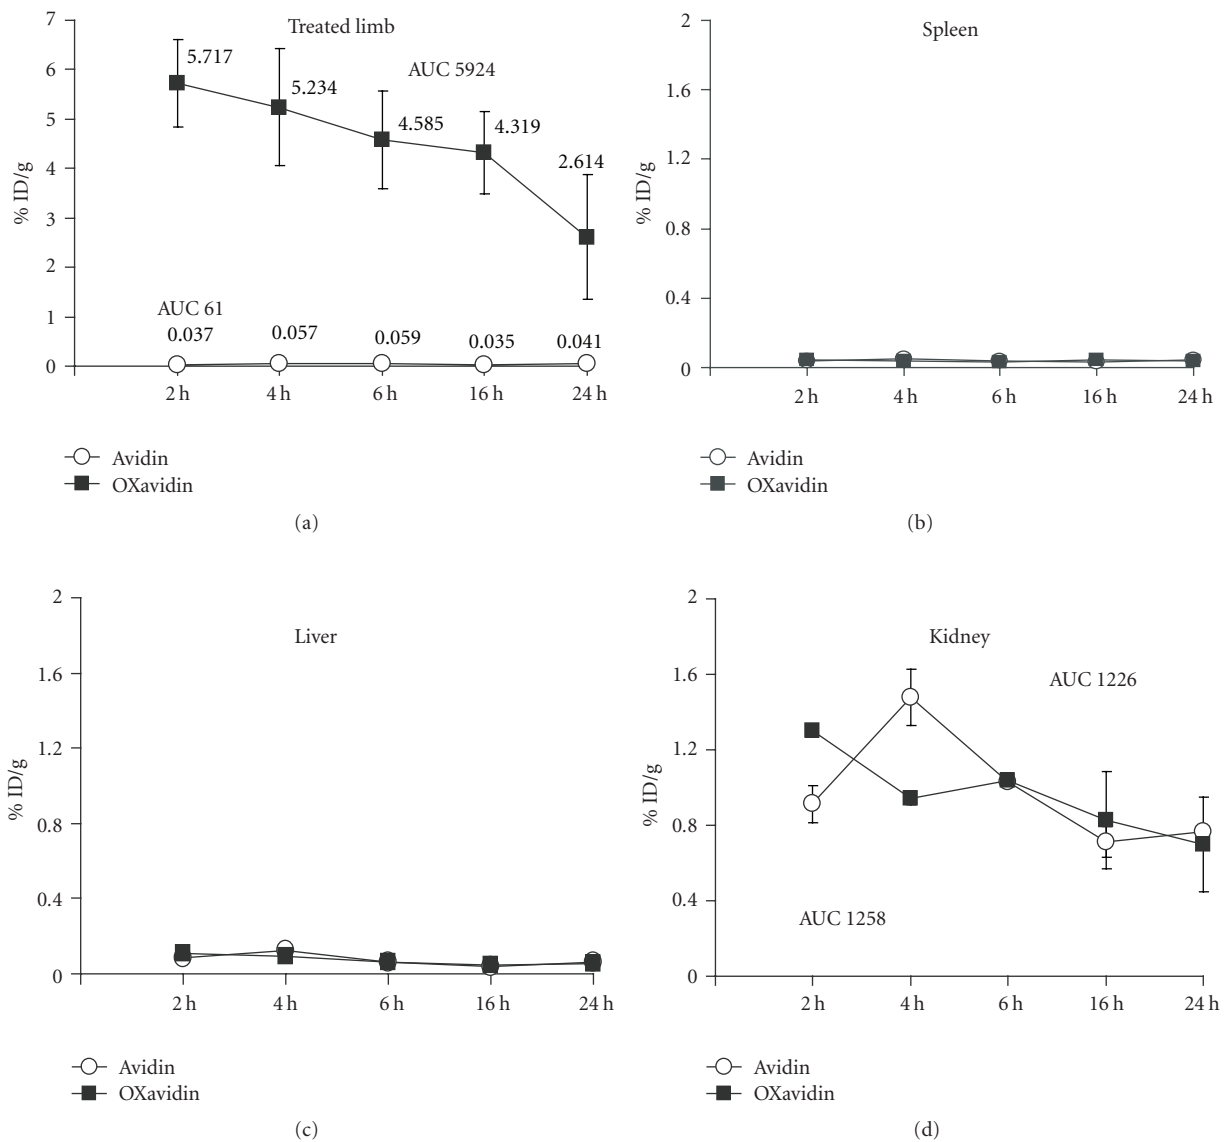 Treated limb
7
6
5
4
3
2
1
0
% ID/g
5.717
5.234
4.585
4.319
2.614
AUC 5924
AUC 61
0.037
0.057
0.059
0.035
0.041
2 h
4 h
6 h
16 h
24 h
Avidin
OXavidin
(a)
Spleen
2
1.6
1.2
0.8
0.4
0
% ID/g
2 h
4 h
6 h
16 h
24 h
Avidin
OXavidin
(b)
Liver
2
1.6
1.2
0.8
0.4
0
% ID/g
2 h
4 h
6 h
16 h
24 h
Avidin
OXavidin
(c)
Kidney
2
1.6
1.2
0.8
0.4
0
% ID/g
AUC 1226
AUC 1258
2 h
4 h
6 h
16 h
24 h
Avidin
OXavidin
(d)